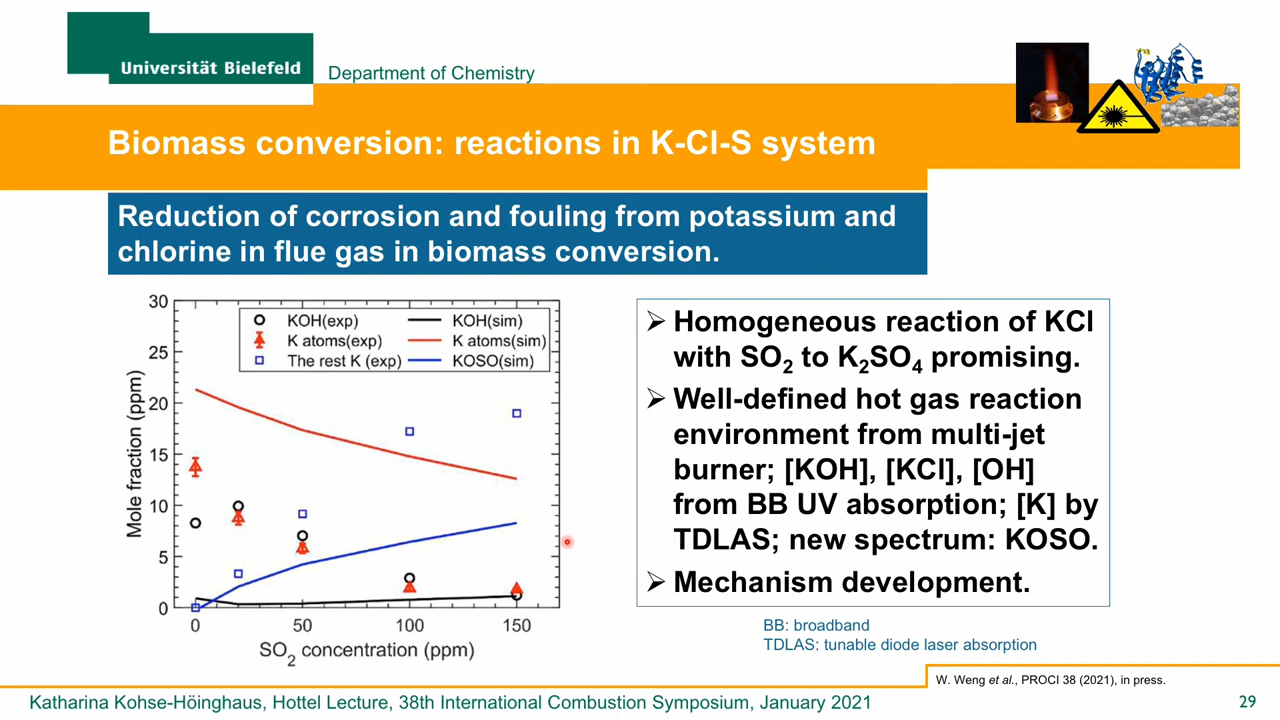 Universität Bielefeld
Department of Chemistry
Biomass conversion: reactions in K-Cl-S system
Reduction of corrosion and fouling from potassium and
chlorine in flue gas in biomass conversion.
30
25
20
15
10
5
0
Mole fraction (ppm)
KOH(exp)
K atoms(exp)
The rest K (exp)
KOH(sim)
K atoms(sim)
KOSO(sim)
0 50 100 150
SO2 concentration (ppm)
➢ Homogeneous reaction of KCl
with SO2 to K2SO4 promising.
➢ Well-defined hot gas reaction
environment from multi-jet
burner; [KOH], [KCl], [OH]
from BB UV absorption; [K] by
TDLAS; new spectrum: KOSO.
➢ Mechanism development.
BB: broadband
TDLAS: tunable diode laser absorption
W. Weng et al., PROCI 38 (2021), in press.
Katharina Kohse-Höinghaus, Hottel Lecture, 38th International Combustion Symposium, January 2021
29